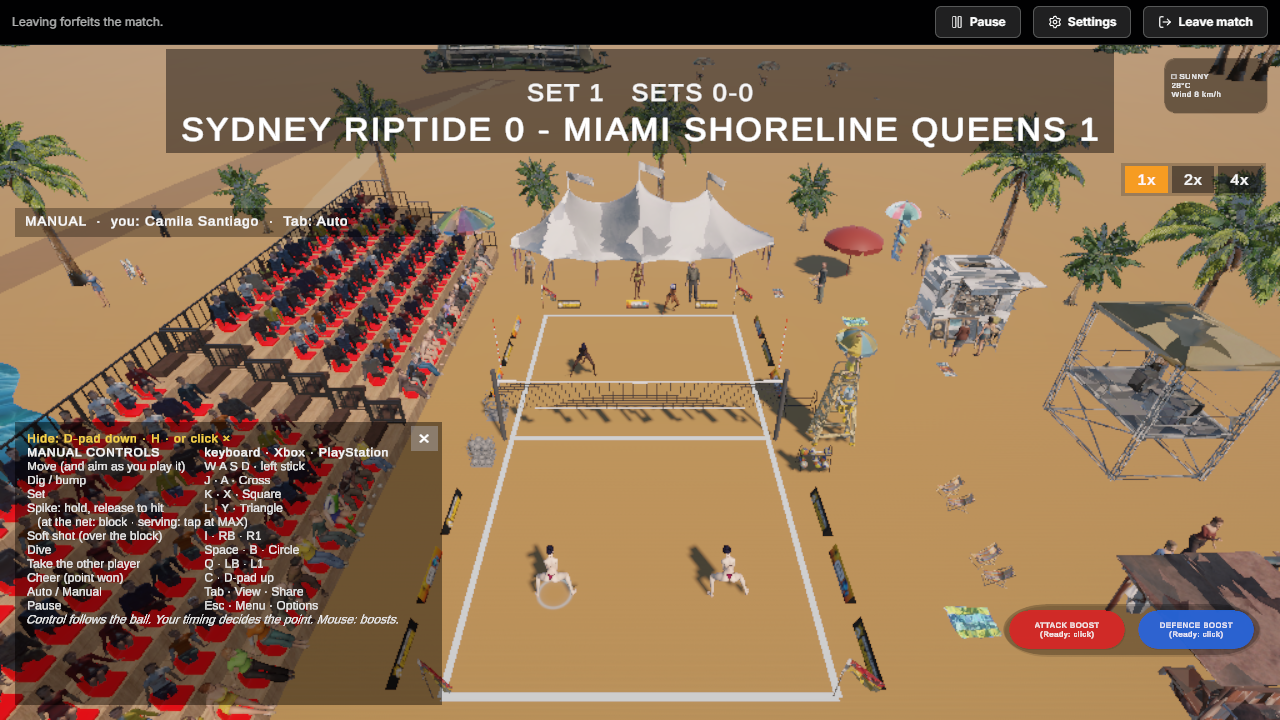 Leaving forfeits the match.
Pause
Settings
Leave match
SET 1 SETS 0-0
SYDNEY RIPTIDE 0 - MIAMI SHORELINE QUEENS 1
SUNNY
28°C
Wind 8 km/h
1x 2x 4x
MANUAL · you: Camila Santiago · Tab: Auto
Hide: D-pad down · H · or click ×
MANUAL CONTROLS keyboard · Xbox · PlayStation
Move (and aim as you play it) W A S D · left stick
Dig / bump J · A · Cross
Set K · X · Square
Spike: hold, release to hit L · Y · Triangle
(at the net: block · serving: tap at MAX)
Soft shot (over the block) I · RB · R1
Dive Space · B · Circle
Take the other player Q · LB · L1
Cheer (point won) C · D-pad up
Auto / Manual Tab · View · Share
Pause Esc · Menu · Options
Control follows the ball. Your timing decides the point. Mouse: boosts.
ATTACK BOOST
(Ready: click)
DEFENCE BOOST
(Ready: click)